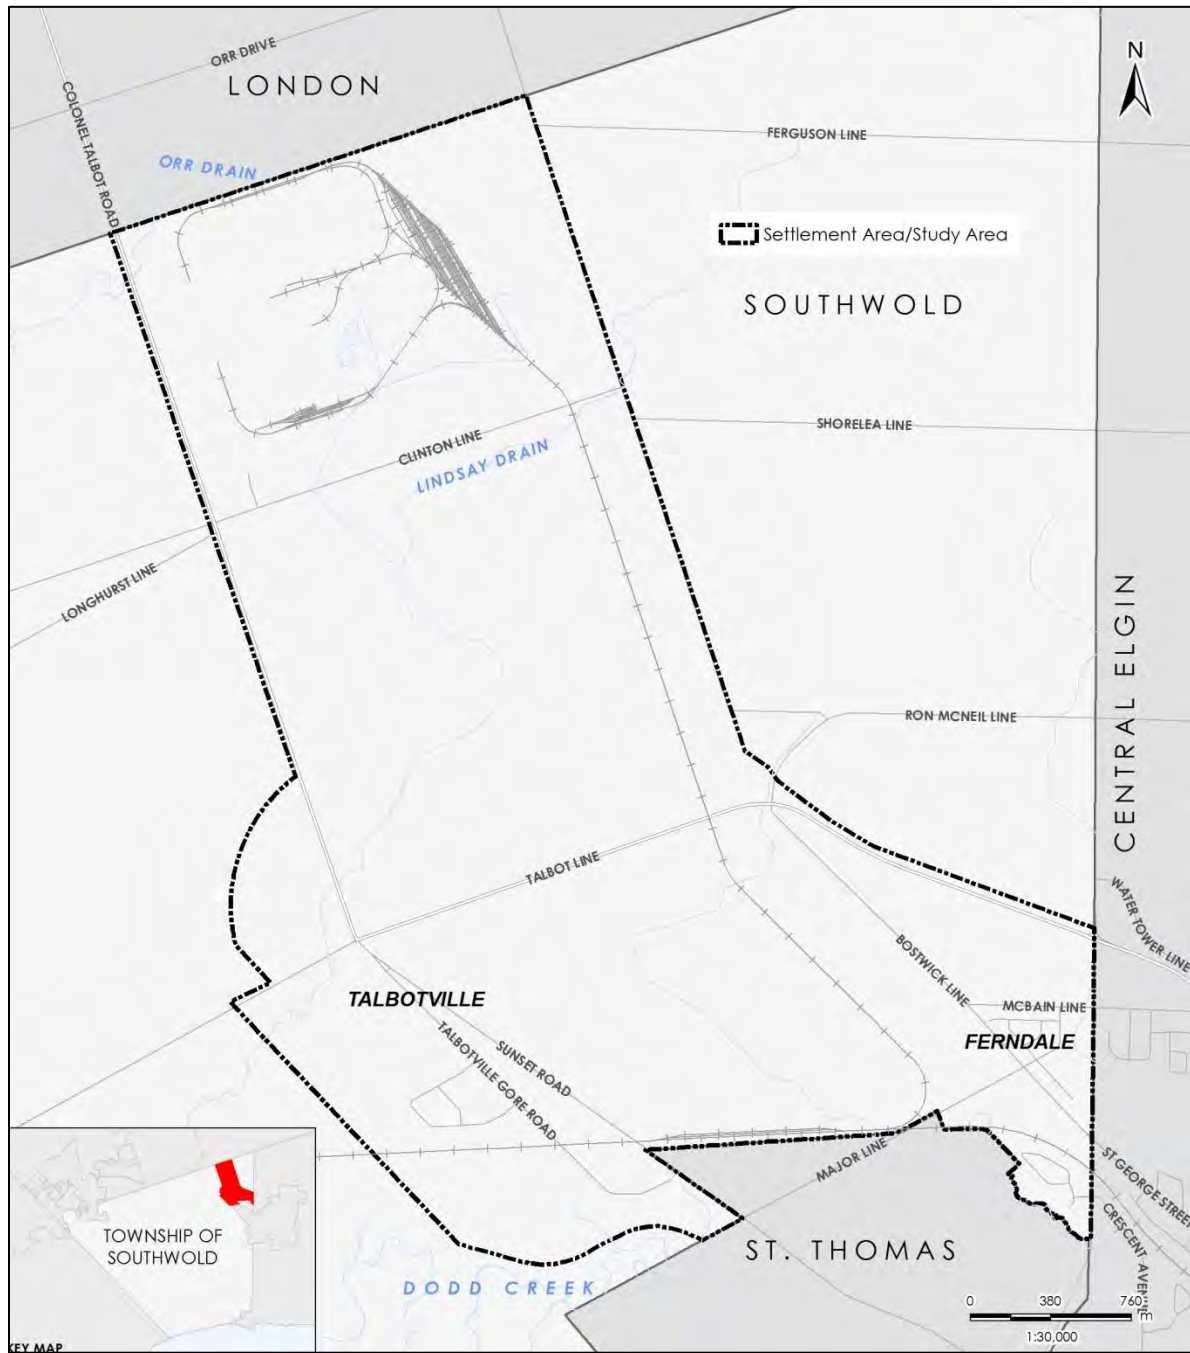 ORR DRIVE
LONDON
N
COLONEL TALBOT ROAD
FERGUSON LINE
ORR DRAIN
Settlement Area/Study Area
SOUTHWOLD
SHORELEA LINE
CLINTON LINE
LINDSAY DRAIN
LONGHURST LINE
CENTRAL ELGIN
RON MCNEIL LINE
TALBOT LINE
WATER TOWER LINE
BOSTWICK LINE
TALBOTVILLE
MCBAIN LINE
FERNDALE
SUNSET ROAD
TALBOTVILLE GORE ROAD
MAJOR LINE
ST GEORGE STREET
CRESCENT AVENUE
ST. THOMAS
TOWNSHIP OF
SOUTHWOLD
DODD CREEK
0 380 760
m
1:30,000
KEY MAP